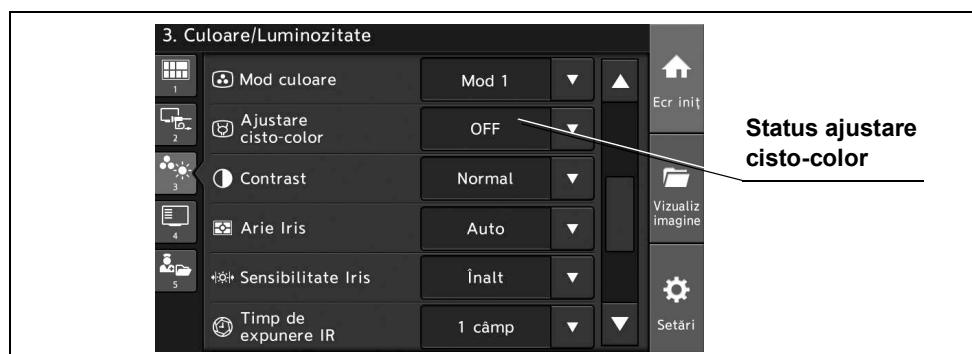 3. Culoare/Luminozitate
1
Mod culoare
Mod 1
Ecr iniț
2
Ajustare
cisto-color
OFF
Status ajustare
cisto-color
3
Contrast
Normal
Vizualiz
imagine
4
Arie Iris
Auto
5
Sensibilitate Iris
Înalt
Timp de
expunere IR
1 câmp
Setări